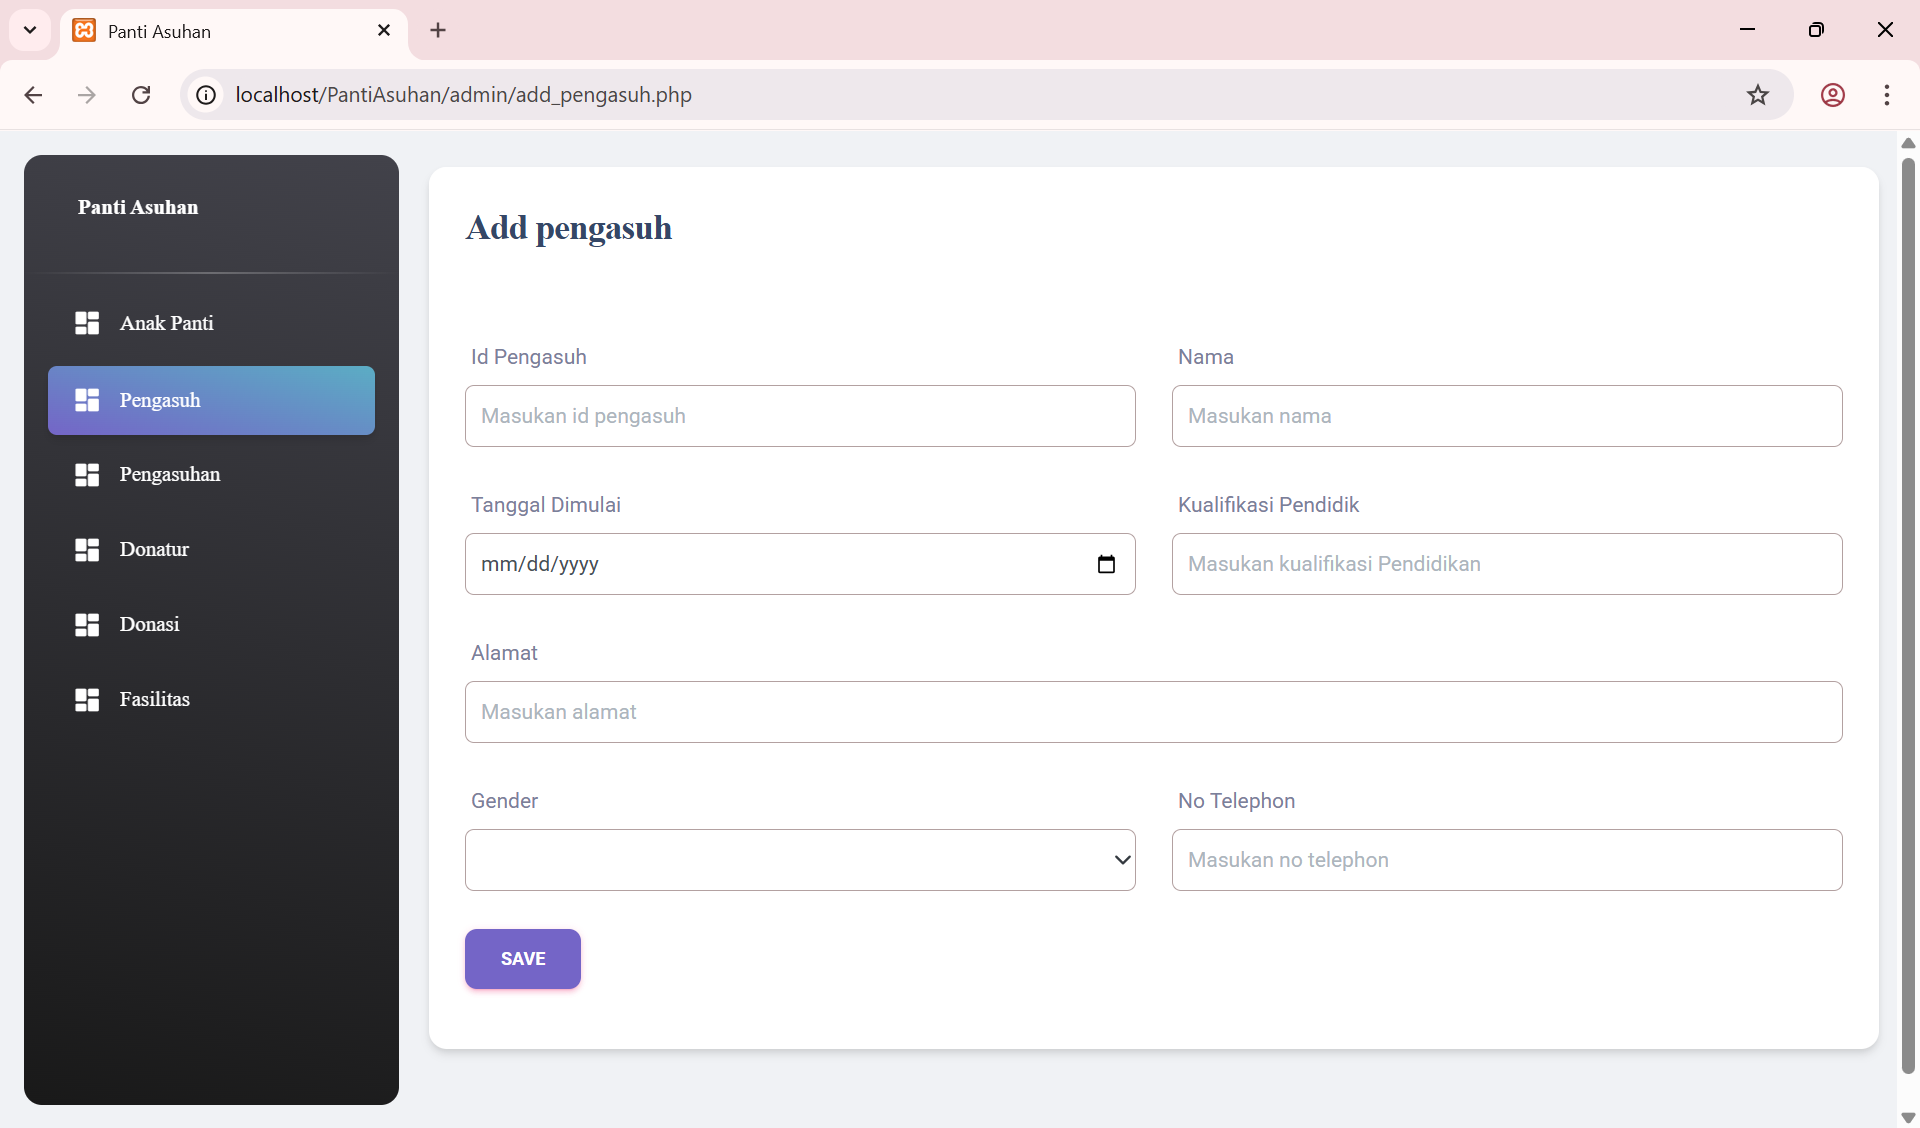 Panti Asuhan
localhost/PantiAsuhan/admin/add_pengasuh.php
Panti Asuhan
Anak Panti
Pengasuh
Pengasuhan
Donatur
Donasi
Fasilitas
Add pengasuh
Id Pengasuh
Masukan id pengasuh
Nama
Masukan nama
Tanggal Dimulai
mm/dd/yyyy
Kualifikasi Pendidik
Masukan kualifikasi Pendidikan
Alamat
Masukan alamat
Gender
No Telephon
Masukan no telephon
SAVE